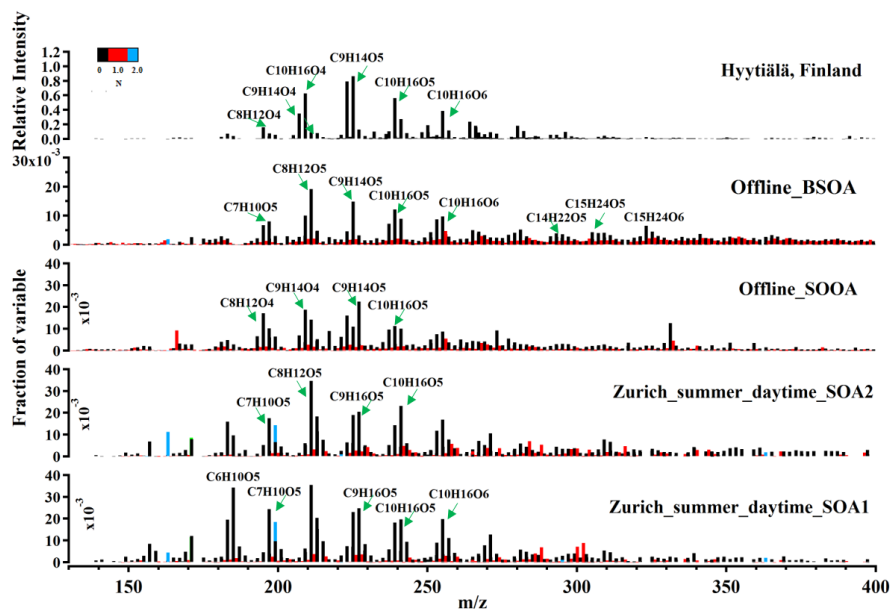 Relative Intensity
1.2
1.0
0.8
0.6
0.4
0.2
0.0
0 1.0 2.0
N
C8H12O4
C9H14O4
C10H16O4
C9H14O5
C10H16O5
C10H16O6
Hyytiälä, Finland
30x10-3
20
10
0
C7H10O5
C8H12O5
C9H14O5
C10H16O5
C10H16O6
C14H22O5
C15H24O5
C15H24O6
Offline_BSOA
Fraction of variable
40
30
20
10
0
x10-3
C8H12O4
C9H14O4
C9H14O5
C10H16O5
Offline_SOOA
40
30
20
10
0
x10-3
C7H10O5
C8H12O5
C9H16O5
C10H16O5
Zurich_summer_daytime_SOA2
40
30
20
10
0
x10-3
C6H10O5
C7H10O5
C9H16O5
C10H16O5
C10H16O6
Zurich_summer_daytime_SOA1
150 200 250 300 350 400
m/z